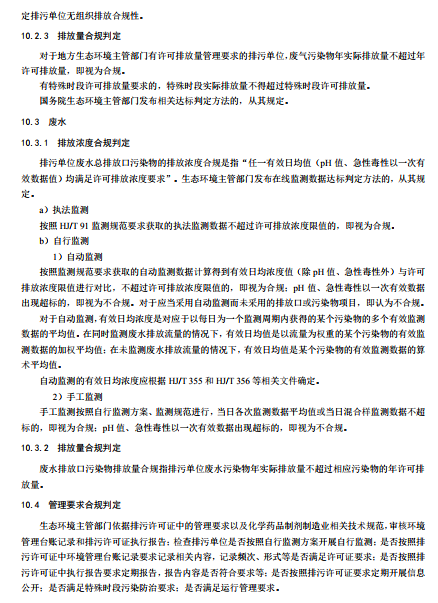 定排污单位无组织排放合规性。
10.2.3 排放量合规判定
对于地方生态环境主管部门有许可排放量管理要求的排污单位,废气污染物年实际排放量不超过年
许可排放量,即视为合规。
有特殊时段许可排放量要求的,特殊时段实际排放量不得超过特殊时段许可排放量。
国务院生态环境主管部门发布相关达标判定方法的,从其规定。
10.3 废水
10.3.1 排放浓度合规判定
排污单位废水总排放口污染物的排放浓度合规是指“任一有效日均值(pH 值、急性毒性以一次有
效数据值)均满足许可排放浓度要求”。生态环境主管部门发布在线监测数据达标判定方法的,从其规
定。
a)执法监测
按照 HJ/T 91 监测规范要求获取的执法监测数据不超过许可排放浓度限值的,即视为合规。
b)自行监测
1)自动监测
按照监测规范要求获取的自动监测数据计算得到有效日均浓度值(除 pH 值、急性毒性外)与许可
排放浓度限值进行对比,不超过许可排放浓度限值的,即视为合规;pH 值、急性毒性以一次有效数据
出现超标的,即视为不合规。对于应当采用自动监测而未采用的排放口或污染物项目,即认为不合规。
对于自动监测,有效日均浓度是对应于以每日为一个监测周期内获得的某个污染物的多个有效监测
数据的平均值。在同时监测废水排放流量的情况下,有效日均值是以流量为权重的某个污染物的有效监
测数据的加权平均值;在未监测废水排放流量的情况下,有效日均值是某个污染物的有效监测数据的算
术平均值。
自动监测的有效日均浓度应根据 HJ/T 355 和 HJ/T 356 等相关文件确定。
2)手工监测
手工监测按照自行监测方案、监测规范进行,当日各次监测数据平均值或当日混合样监测数据不超
标的,即视为合规;pH 值、急性毒性以一次有效数据出现超标的,即视为不合规。
10.3.2 排放量合规判定
废水排放口污染物排放量合规指排污单位废水污染物年实际排放量不超过相应污染物的年许可排
放量。
10.4 管理要求合规判定
生态环境主管部门依据排污许可证中的管理要求以及化学药品制剂制造业相关技术规范,审核环境
管理台账记录和排污许可证执行报告;检查排污单位是否按照自行监测方案开展自行监测;是否按照排
污许可证中环境管理台账记录要求记录相关内容,记录频次、形式等是否满足许可证要求;是否按照排
污许可证中执行报告要求定期报告,报告内容是否符合要求等;是否按照排污许可证要求定期开展信息
公开;是否满足特殊时段污染防治要求;是否满足运行管理要求。